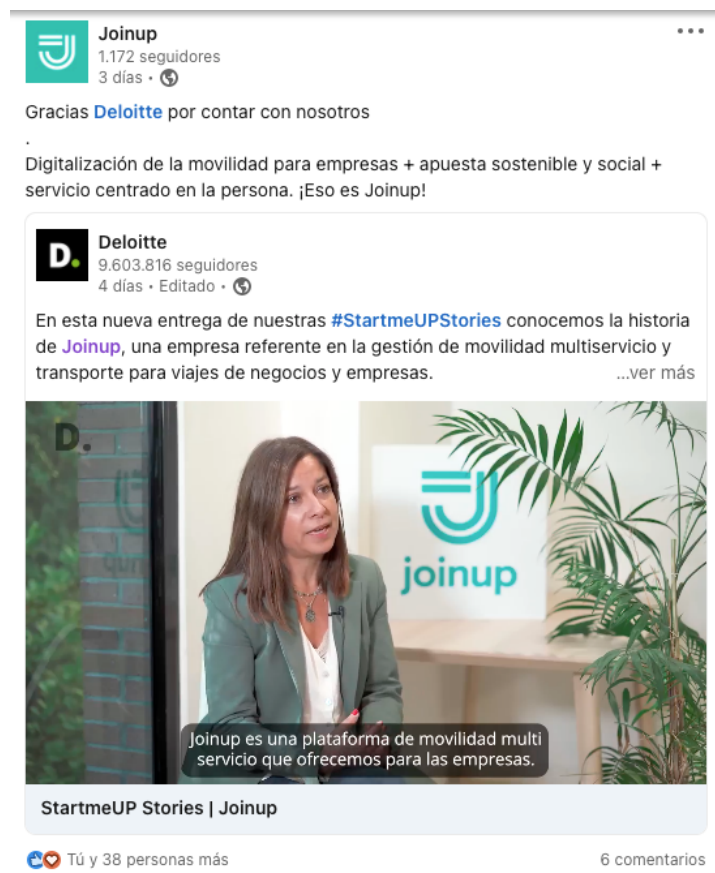 Joinup
1.172 seguidores
3 días •
Gracias Deloitte por contar con nosotros
.
Digitalización de la movilidad para empresas + apuesta sostenible y social +
servicio centrado en la persona. ¡Eso es Joinup!
D.
Deloitte
9.603.816 seguidores
4 días • Editado •
En esta nueva entrega de nuestras #StartmeUPStories conocemos la historia
de Joinup, una empresa referente en la gestión de movilidad multiservicio y
transporte para viajes de negocios y empresas. ...ver más
D.
joinup
Joinup es una plataforma de movilidad multi
servicio que ofrecemos para las empresas.
StartmeUP Stories | Joinup
Tú y 38 personas más 6 comentarios